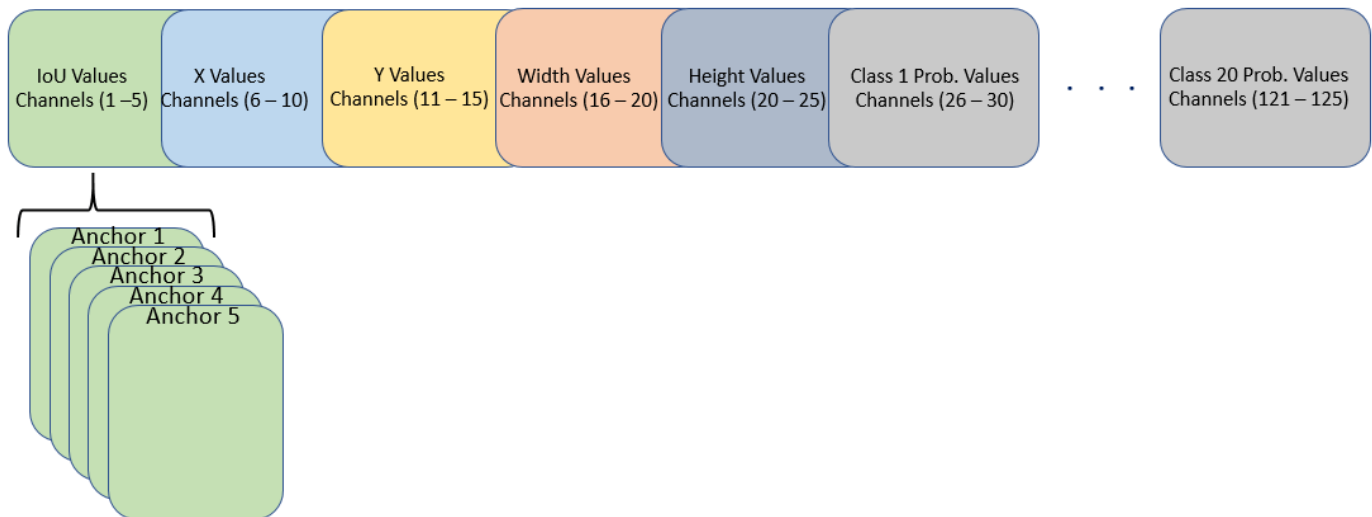 IoU Values
Channels (1 –5)
X Values
Channels (6 – 10)
Y Values
Channels (11 – 15)
Width Values
Channels (16 – 20)
Height Values
Channels (20 – 25)
Class 1 Prob. Values
Channels (26 – 30)
. . .
Class 20 Prob. Values
Channels (121 – 125)
Anchor 1
Anchor 2
Anchor 3
Anchor 4
Anchor 5